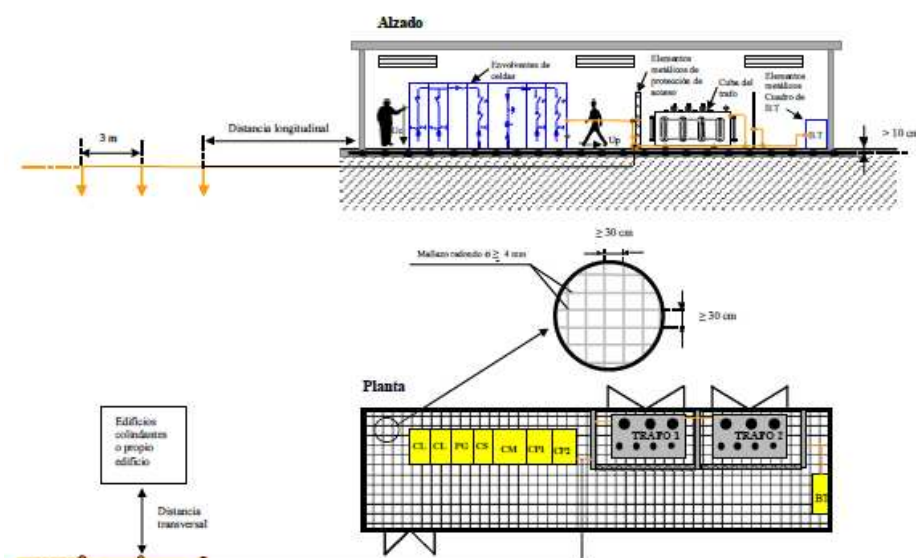 Alzado
Envolventes de
celdas
Elementos
metálicos de
protección de
acceso
Cuba del
trafo
Elementos
metálicos
Cuadro de
B.T
3 m
Distancia longitudinal
Uc
Up
B.T
> 10 cm
≥ 30 cm
Mallazo redondo ≥ 4 mm
≥ 30 cm
Planta
Edificios
colindantes
o propio
edificio
CL
CL
PG
CS
CM
CP1
CP2
TRAFO 1
TRAFO 2
BT
Distancia
transversal